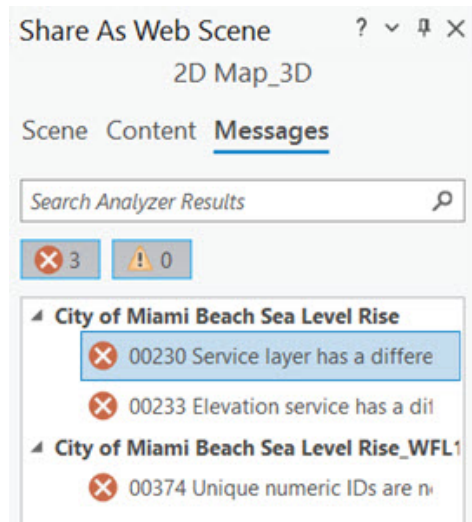 Share As Web Scene ?
2D Map_3D
Scene Content Messages
Search Analyzer Results
3 0
City of Miami Beach Sea Level Rise
00230 Service layer has a differe
00233 Elevation service has a dif
City of Miami Beach Sea Level Rise_WFL1
00374 Unique numeric IDs are n